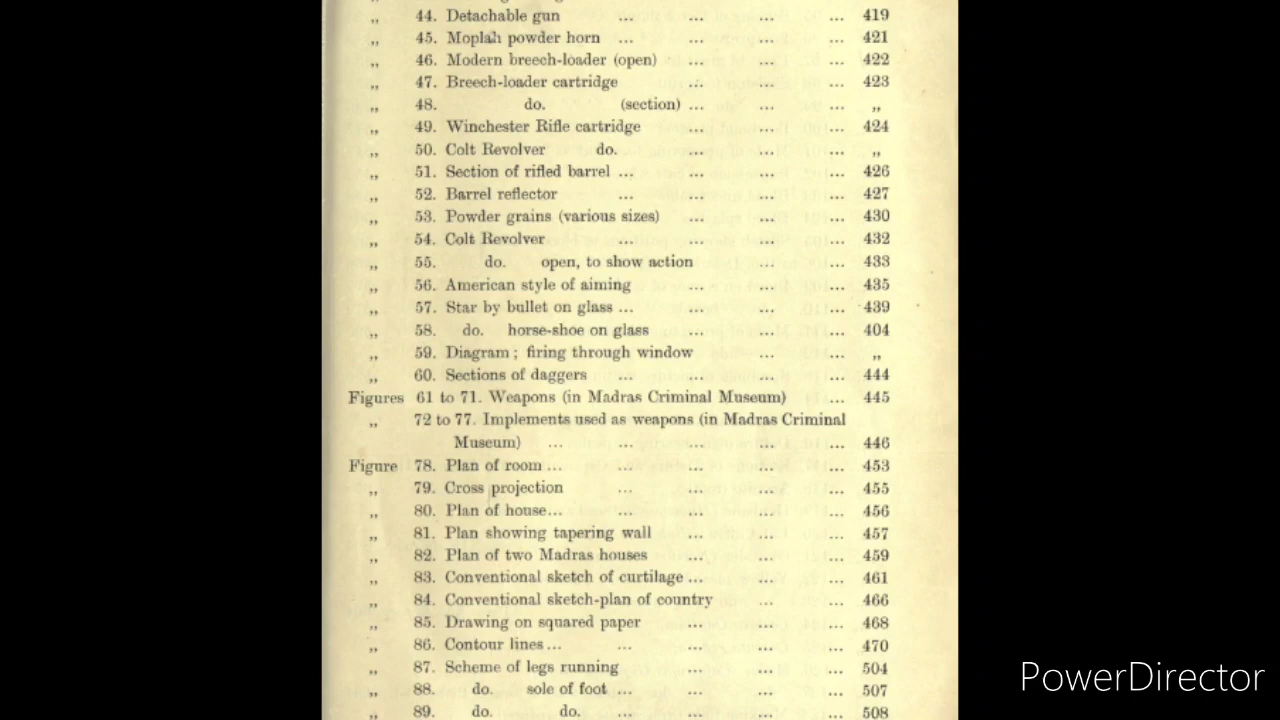 „ 44. Detachable gun ... ... ... 419
„ 45. Moplah powder horn ... ... ... 421
„ 46. Modern breech-loader (open) ... ... 422
„ 47. Breech-loader cartridge ... ... 423
„ 48. do. (section) ... ... ... „
„ 49. Winchester Rifle cartridge ... ... 424
„ 50. Colt Revolver do. ... ... ... „
„ 51. Section of rifled barrel ... ... ... ... 426
„ 52. Barrel reflector ... ... ... ... 427
„ 53. Powder grains (various sizes) ... ... ... 430
„ 54. Colt Revolver ... ... ... ... 432
„ 55. do. open, to show action ... ... 433
„ 56. American style of aiming ... ... ... 435
„ 57. Star by bullet on glass ... ... ... ... 439
„ 58. do. horse-shoe on glass ... ... ... 404
„ 59. Diagram ; firing through window ... ... „
„ 60. Sections of daggers ... ... ... ... 444
Figures 61 to 71. Weapons (in Madras Criminal Museum) ... 445
„ 72 to 77. Implements used as weapons (in Madras Criminal
Museum) ... ... ... ... ... 446
Figure 78. Plan of room ... ... ... ... ... 453
„ 79. Cross projection ... ... ... ... 455
„ 80. Plan of house... ... ... ... ... 456
„ 81. Plan showing tapering wall ... ... ... 457
„ 82. Plan of two Madras houses ... ... ... 459
„ 83. Conventional sketch of curtilage ... ... ... 461
„ 84. Conventional sketch-plan of country ... ... 466
„ 85. Drawing on squared paper ... ... ... 468
„ 86. Contour lines ... ... ... ... ... 470
„ 87. Scheme of legs running ... ... ... 504
„ 88. do. sole of foot ... ... ... ... 507
„ 89. do. do. ... ... ... ... 508
PowerDirector